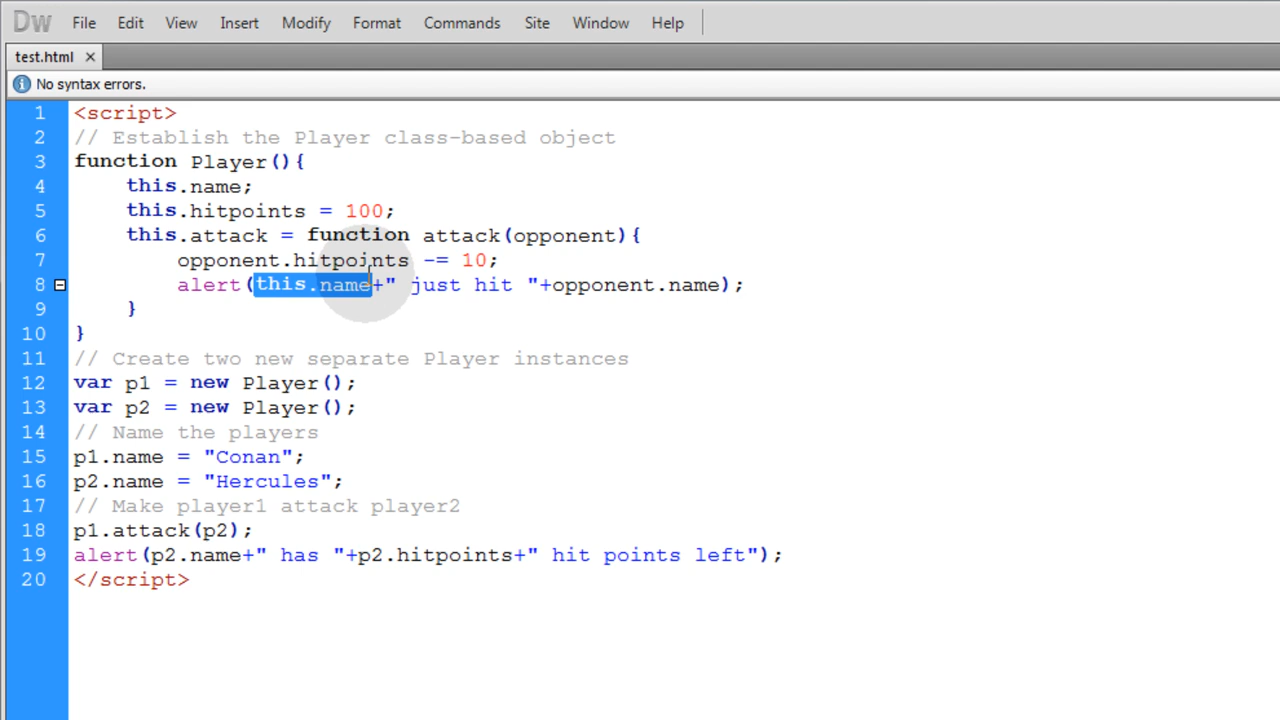 Dw File Edit View Insert Modify Format Commands Site Window Help
test.html
No syntax errors.
1 <script>
2 // Establish the Player class-based object
3 function Player(){
4 this.name;
5 this.hitpoints = 100;
6 this.attack = function attack(opponent){
7 opponent.hitpoints -= 10;
8 alert(this.name+" just hit "+opponent.name);
9 }
10 }
11 // Create two new separate Player instances
12 var p1 = new Player();
13 var p2 = new Player();
14 // Name the players
15 p1.name = "Conan";
16 p2.name = "Hercules";
17 // Make player1 attack player2
18 p1.attack(p2);
19 alert(p2.name+" has "+p2.hitpoints+" hit points left");
20 </script>